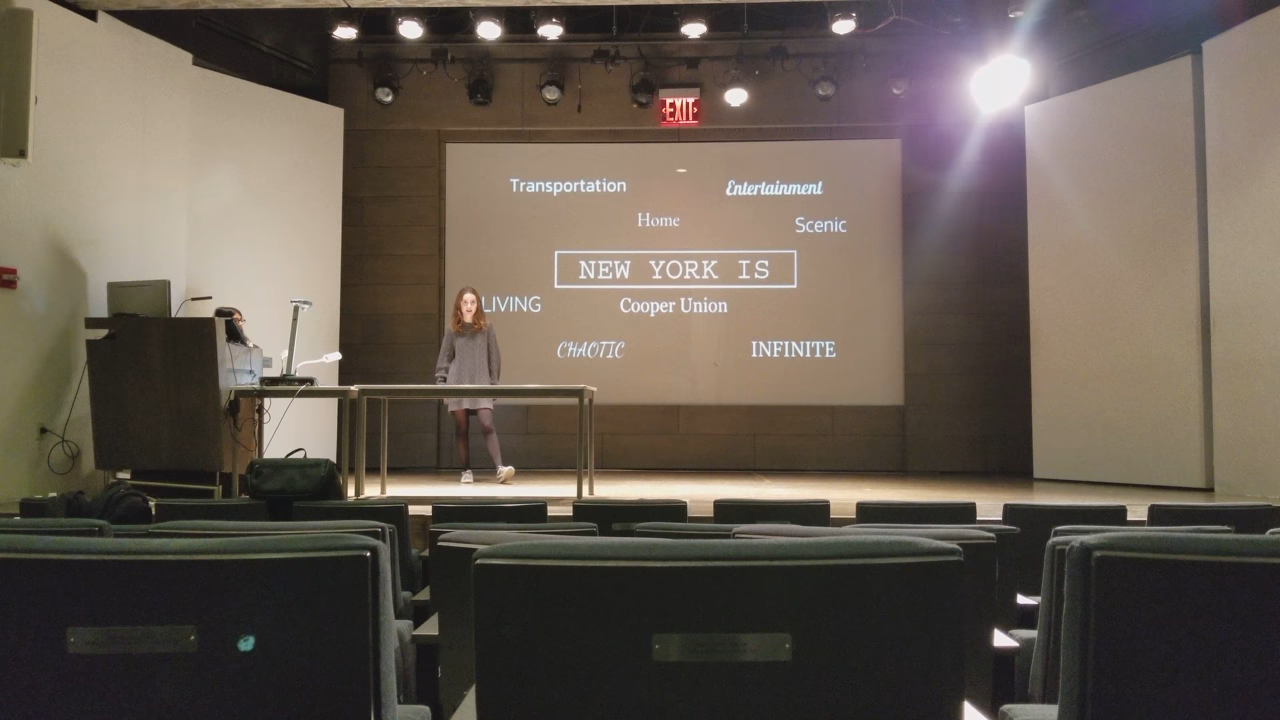 EXIT
Transportation
Entertainment
Home
Scenic
NEW YORK IS
LIVING
Cooper Union
CHAOTIC
INFINITE